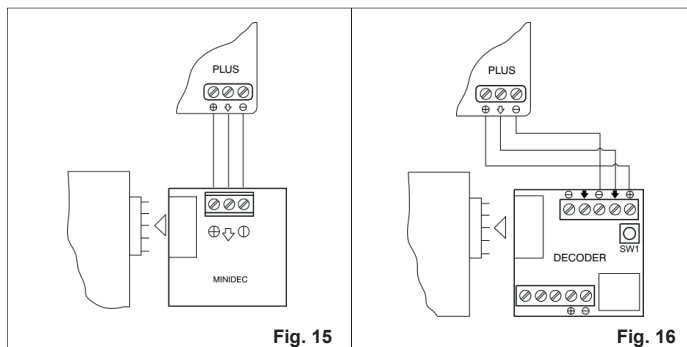 PLUS
MINIDEC
Fig. 15
PLUS
SW1
DECODER
Fig. 16